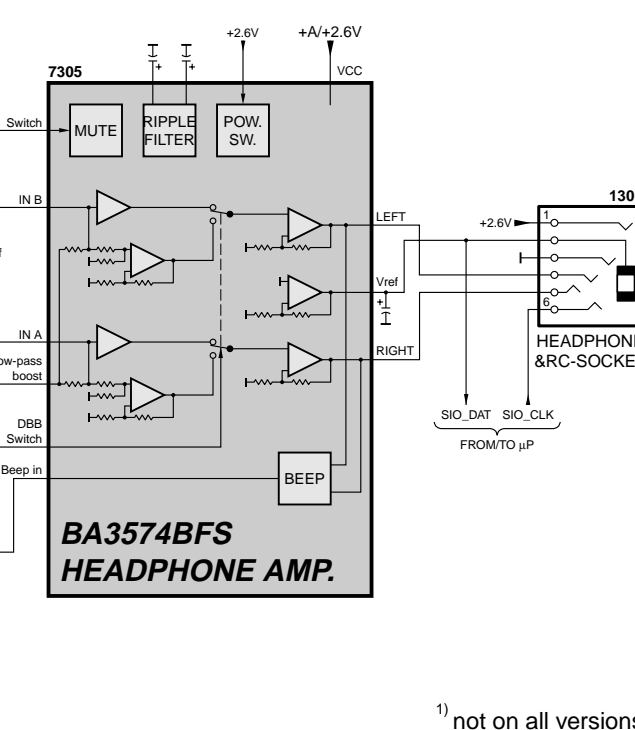 +2.6V
+A/+2.6V
7305
VCC
Switch
MUTE
RIPPLE
FILTER
POW.
SW.
IN B
LEFT
+2.6V
130
1
6
Vref
IN A
RIGHT
ow-pass
boost
HEADPHONE
&RC-SOCKE
DBB
Switch
SIO_DAT SIO_CLK
FROM/TO µP
Beep in
BEEP
BA3574BFS
HEADPHONE AMP.
1) not on all versions